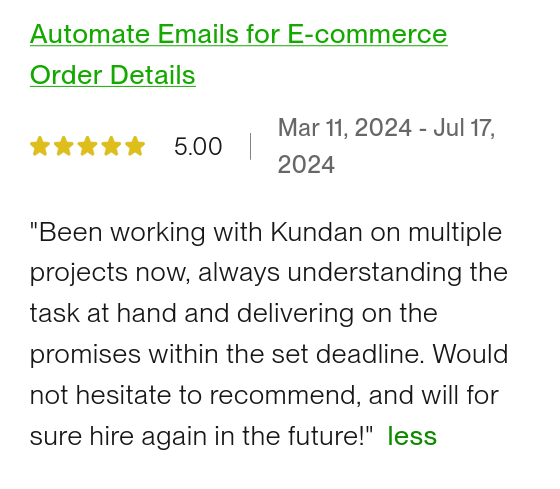 Automate Emails for E-commerce
Order Details
5.00
Mar 11, 2024 - Jul 17,
2024
"Been working with Kundan on multiple
projects now, always understanding the
task at hand and delivering on the
promises within the set deadline. Would
not hesitate to recommend, and will for
sure hire again in the future!" less